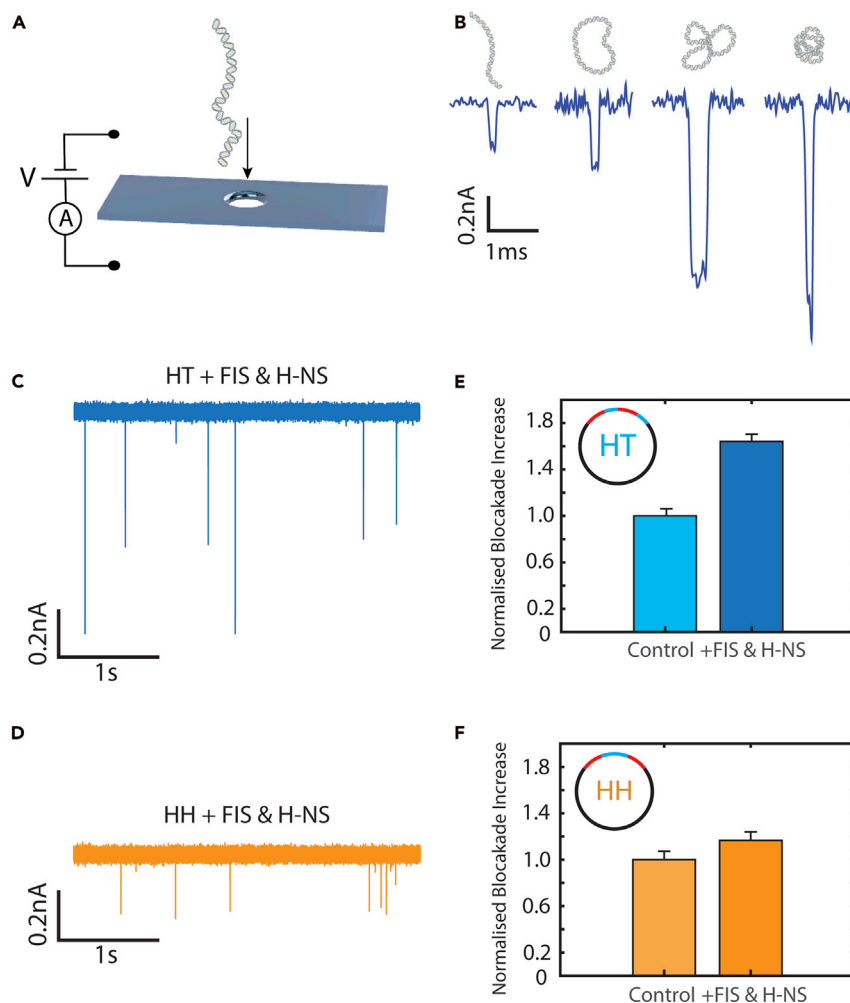 A
V
A
B
0.2nA
1ms
C
HT + FIS & H-NS
0.2nA
1s
D
HH + FIS & H-NS
0.2nA
1s
E
Normalised Blocakade Increase
1.8
1.4
1.0
0.6
0.2
0
HT
Control +FIS & H-NS
F
Normalised Blocakade Increase
1.8
1.4
1.0
0.6
0.2
0
HH
Control +FIS & H-NS